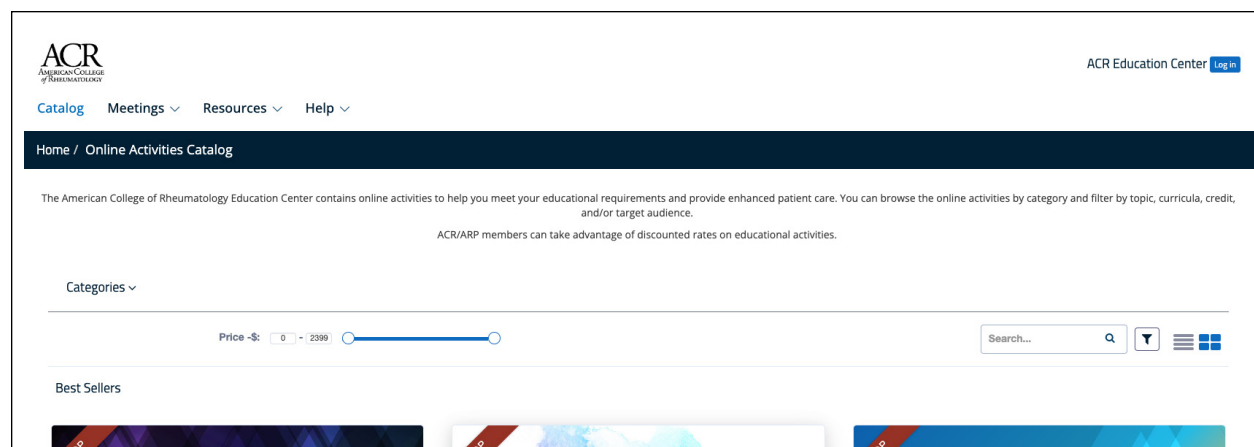 ACR
AMERICAN COLLEGE
of RHEUMATOLOGY
ACR Education Center Log in
Catalog Meetings Resources Help
Home / Online Activities Catalog
The American College of Rheumatology Education Center contains online activities to help you meet your educational requirements and provide enhanced patient care. You can browse the online activities by category and filter by topic, curricula, credit,
and/or target audience.
ACR/ARP members can take advantage of discounted rates on educational activities.
Categories
Price -$: 0 - 2399
Search...
Best Sellers